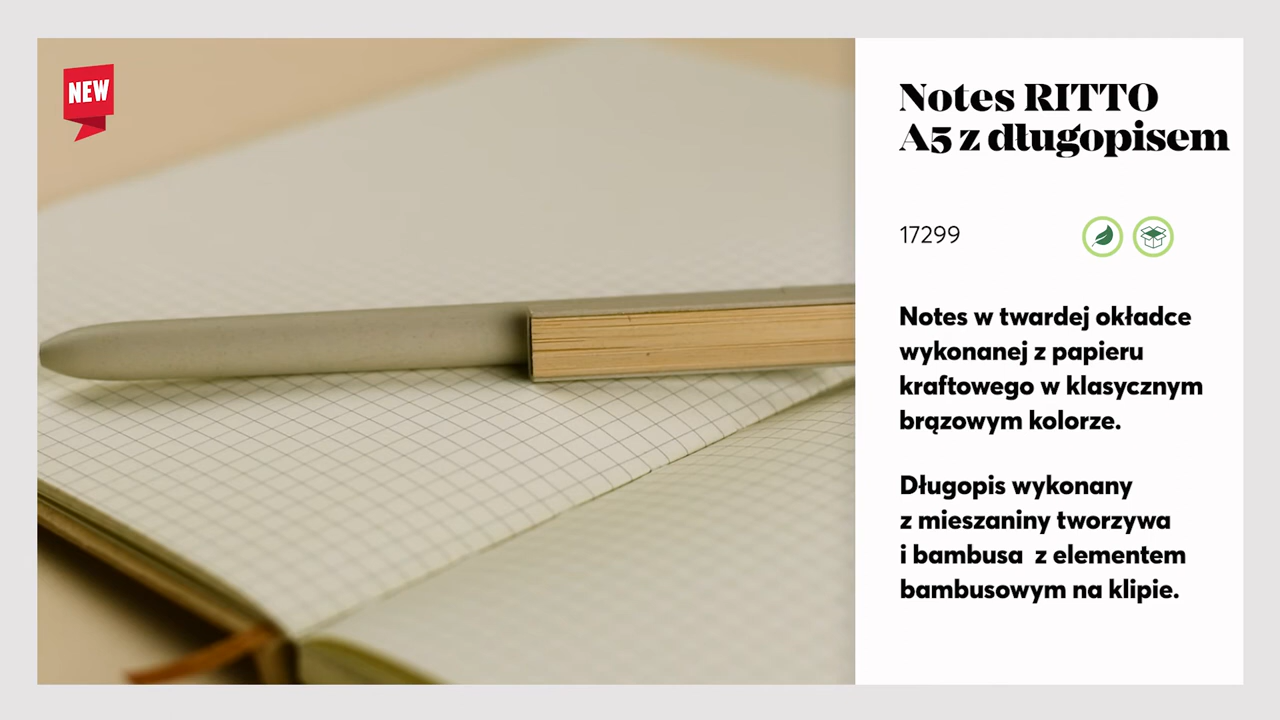 NEW
Notes RITTO
A5 z długopisem
17299
Notes w twardej okładce
wykonanej z papieru
kraftowego w klasycznym
brązowym kolorze.
Długopis wykonany
z mieszaniny tworzywa
i bambusa z elementem
bambusowym na klipie.